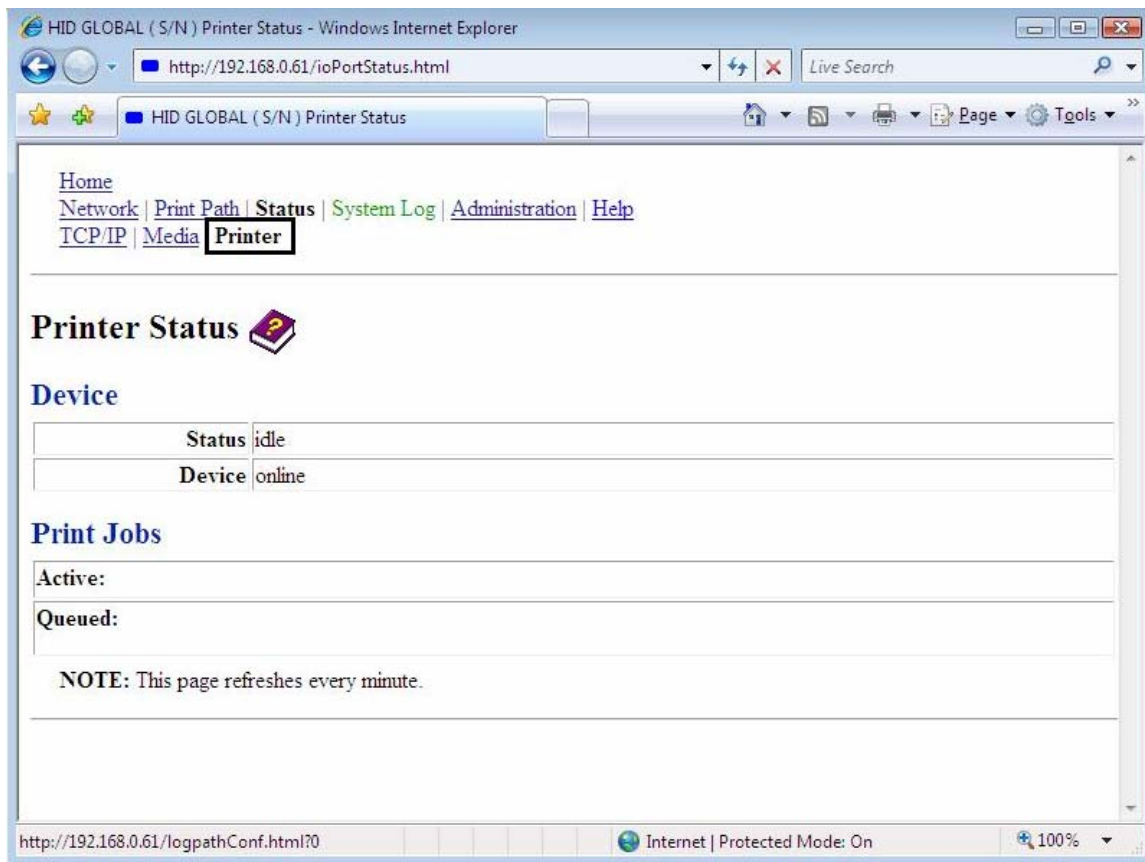 HID GLOBAL ( S/N ) Printer Status - Windows Internet Explorer
http://192.168.0.61/ioPortStatus.html
Live Search
HID GLOBAL ( S/N ) Printer Status
Page
Tools
Home
Network | Print Path | Status | System Log | Administration | Help
TCP/IP | Media Printer
Printer Status
Device
Status idle
Device online
Print Jobs
Active:
Queued:
NOTE: This page refreshes every minute.
http://192.168.0.61/logpathConf.html?0
Internet | Protected Mode: On
100%